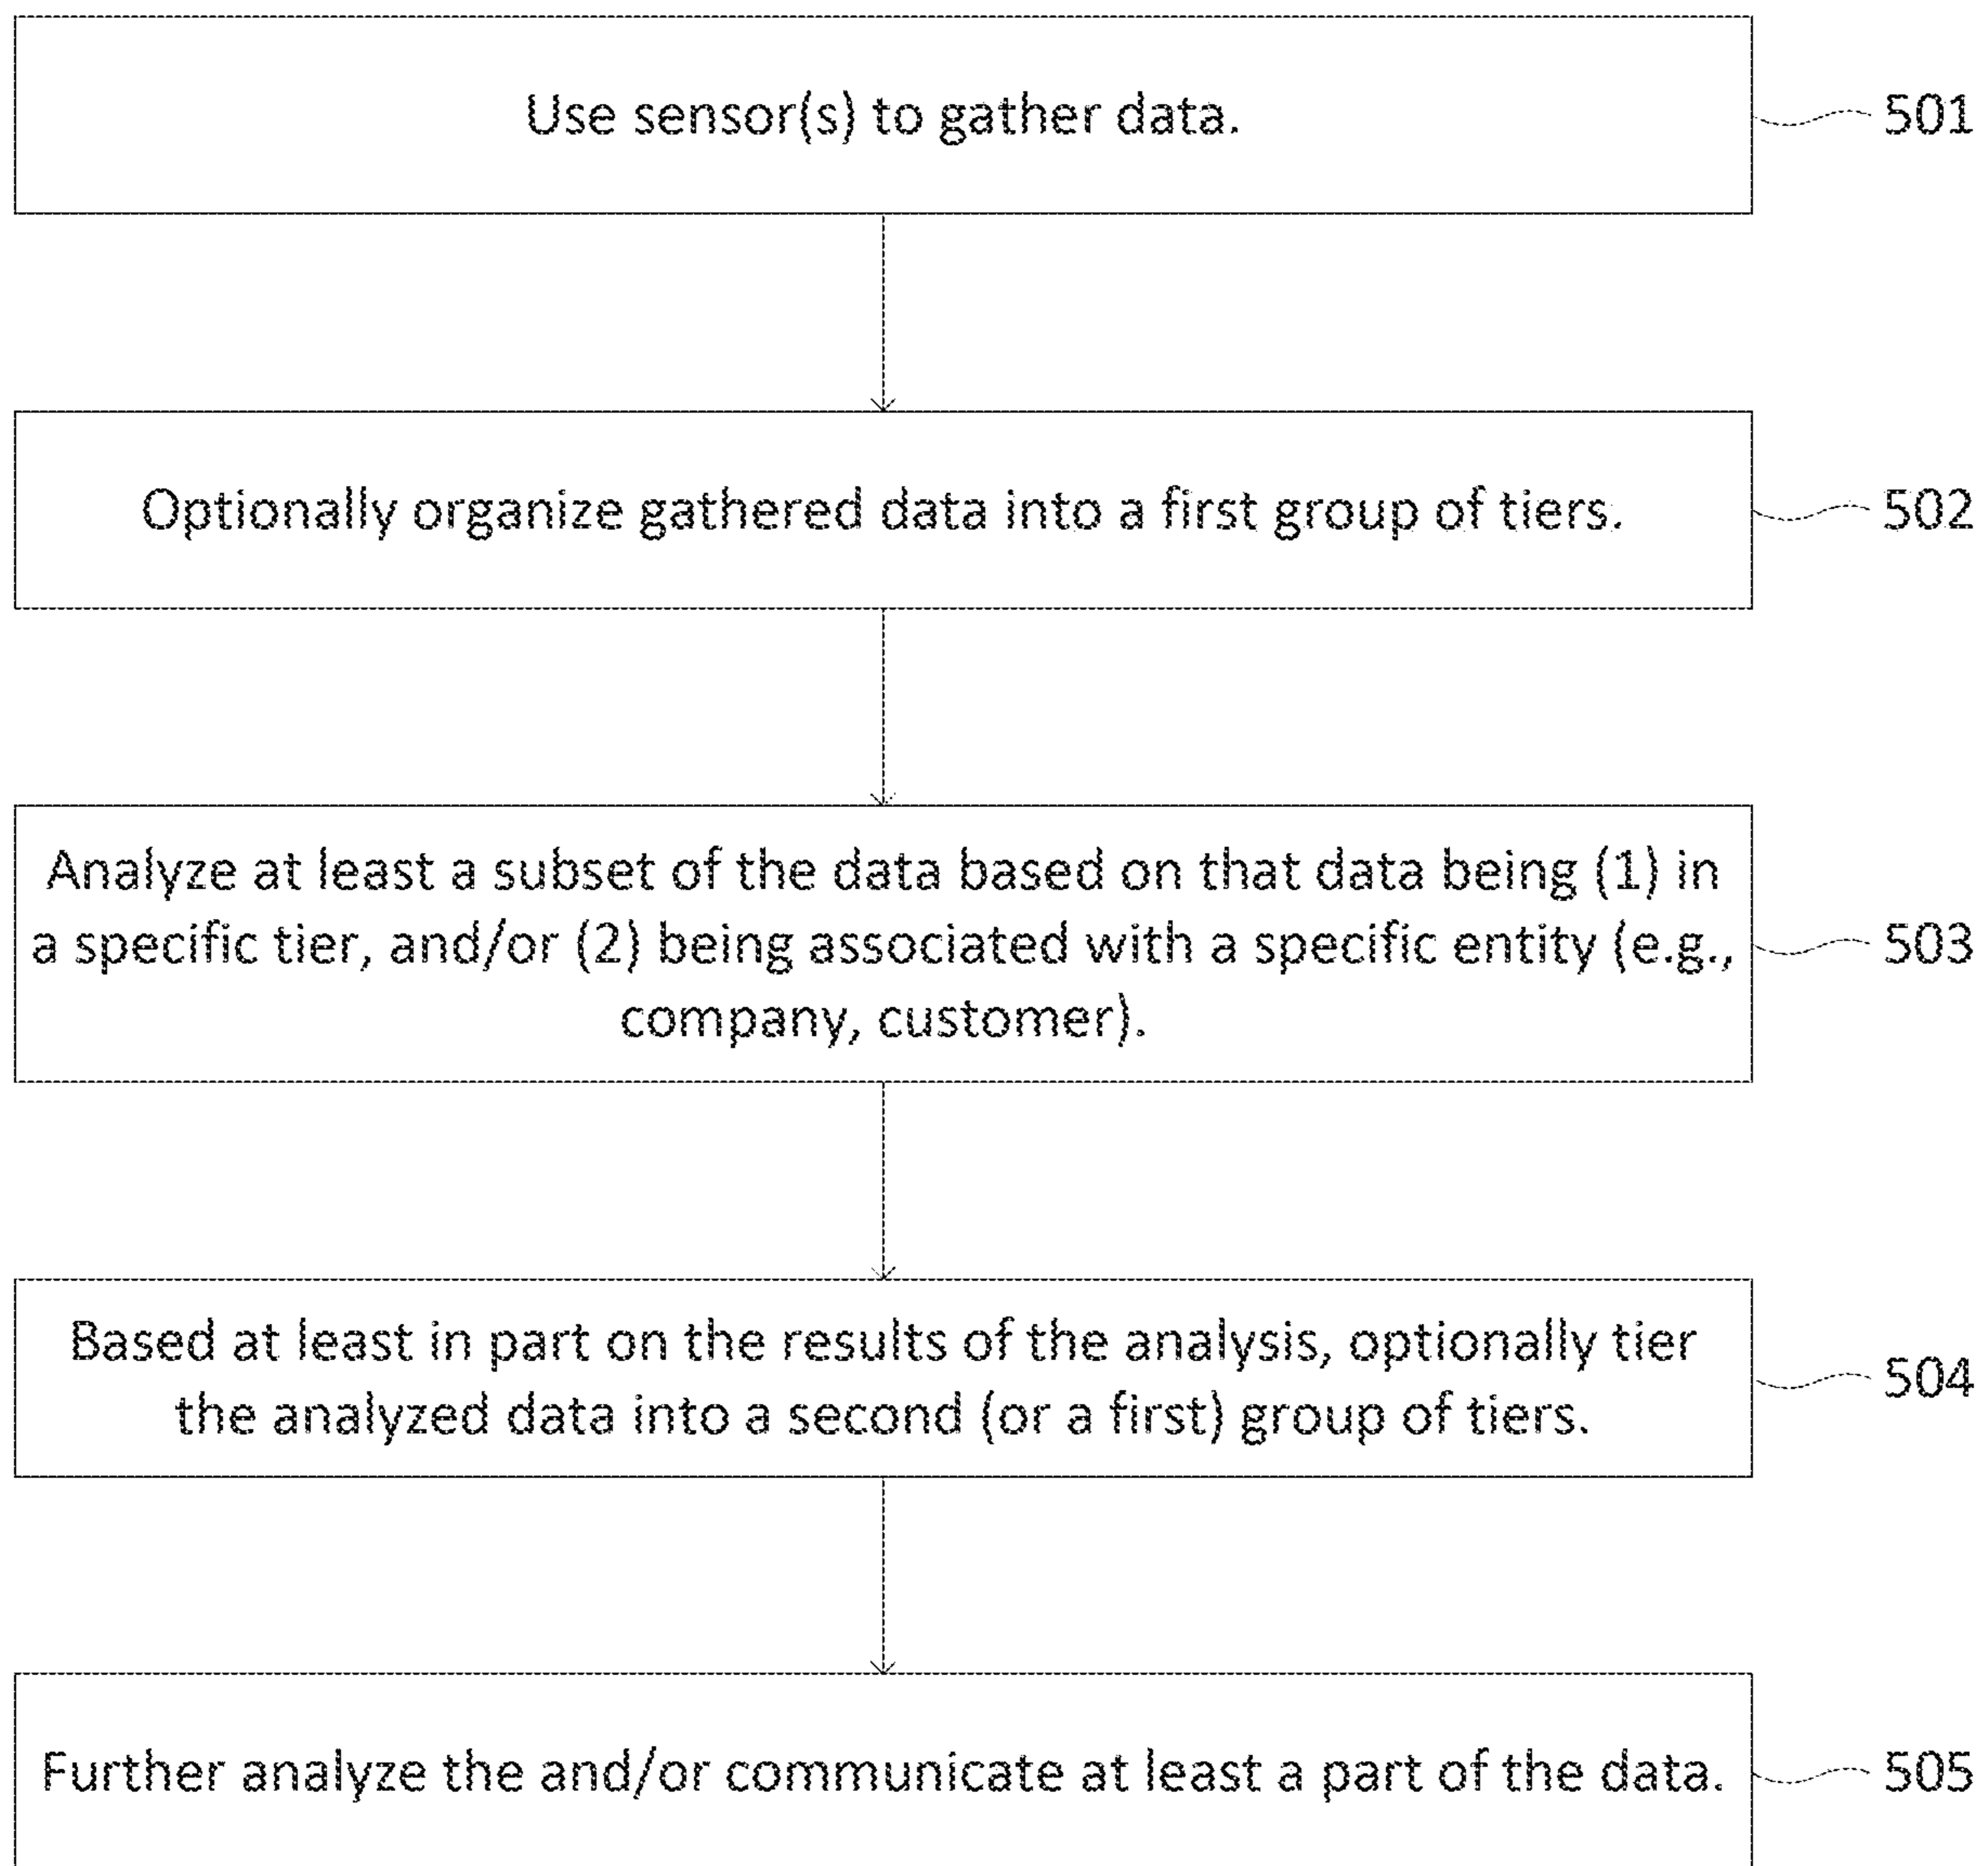 Use sensor(s) to gather data.
501
Optionally organize gathered data into a first group of tiers.
502
Analyze at least a subset of the data based on that data being (1) in
a specific tier, and/or (2) being associated with a specific entity (e.g.,
company, customer).
503
Based at least in part on the results of the analysis, optionally tier
the analyzed data into a second (or a first) group of tiers.
504
Further analyze the and/or communicate at least a part of the data.
505